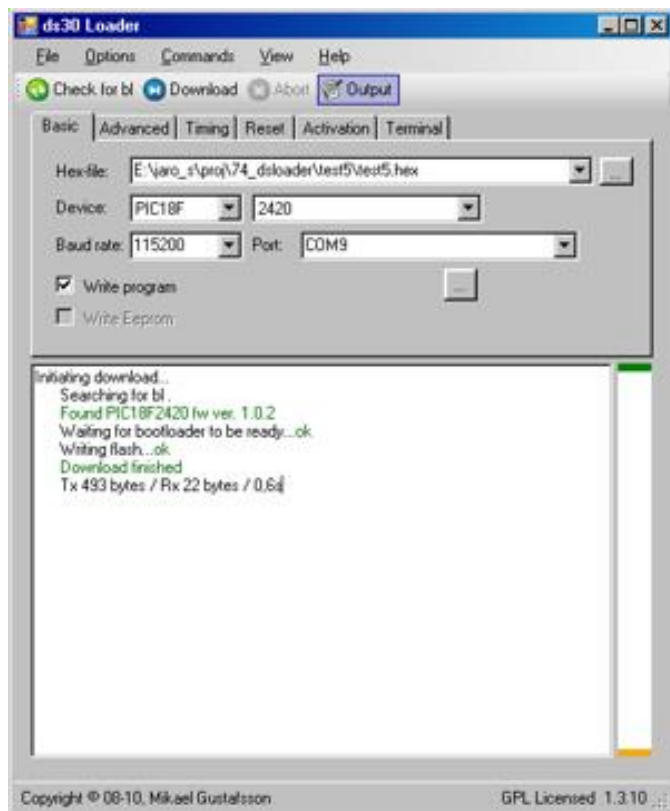 ds30 Loader
File Options Commands View Help
Check for bl Download Abort Output
Basic Advanced Timing Reset Activation Terminal
Hex-file: E:\jaro_s\proj\74_dsloader\test5\test5.hex ...
Device: PIC18F 2420
Baud rate: 115200 Port: COM9
Write program ...
Write Eeprom
Initiating download...
Searching for bl .
Found PIC18F2420 fw ver. 1.0.2
Waiting for bootloader to be ready...ok
Writing flash...ok
Download finished
Tx 493 bytes / Rx 22 bytes / 0,6s
Copyright © 08-10, Mikael Gustafsson GPL Licensed 1.3.10